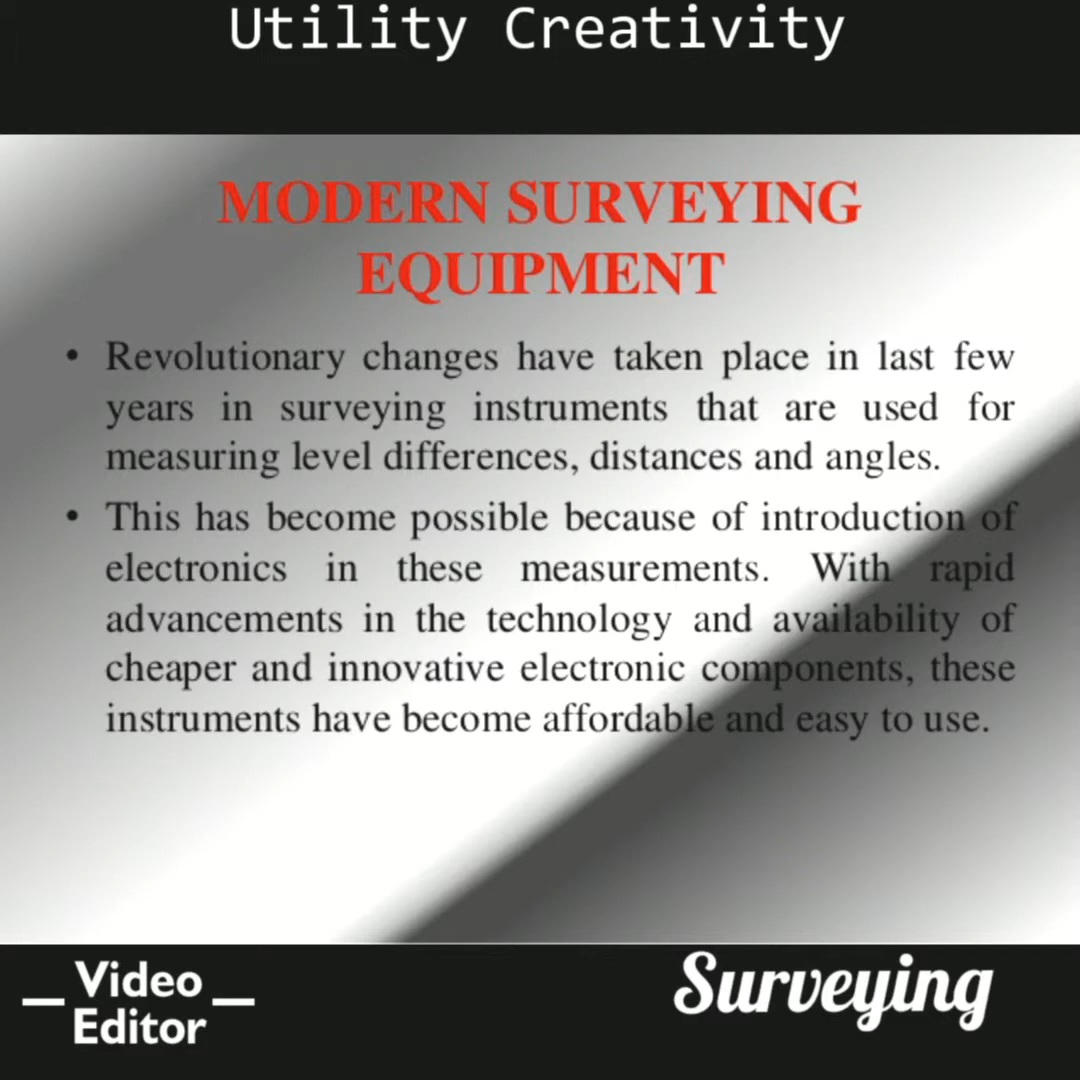 Utility Creativity
MODERN SURVEYING
EQUIPMENT
• Revolutionary changes have taken place in last few
years in surveying instruments that are used for
measuring level differences, distances and angles.
• This has become possible because of introduction of
electronics in these measurements. With rapid
advancements in the technology and availability of
cheaper and innovative electronic components, these
instruments have become affordable and easy to use.
Video
Editor
Surveying